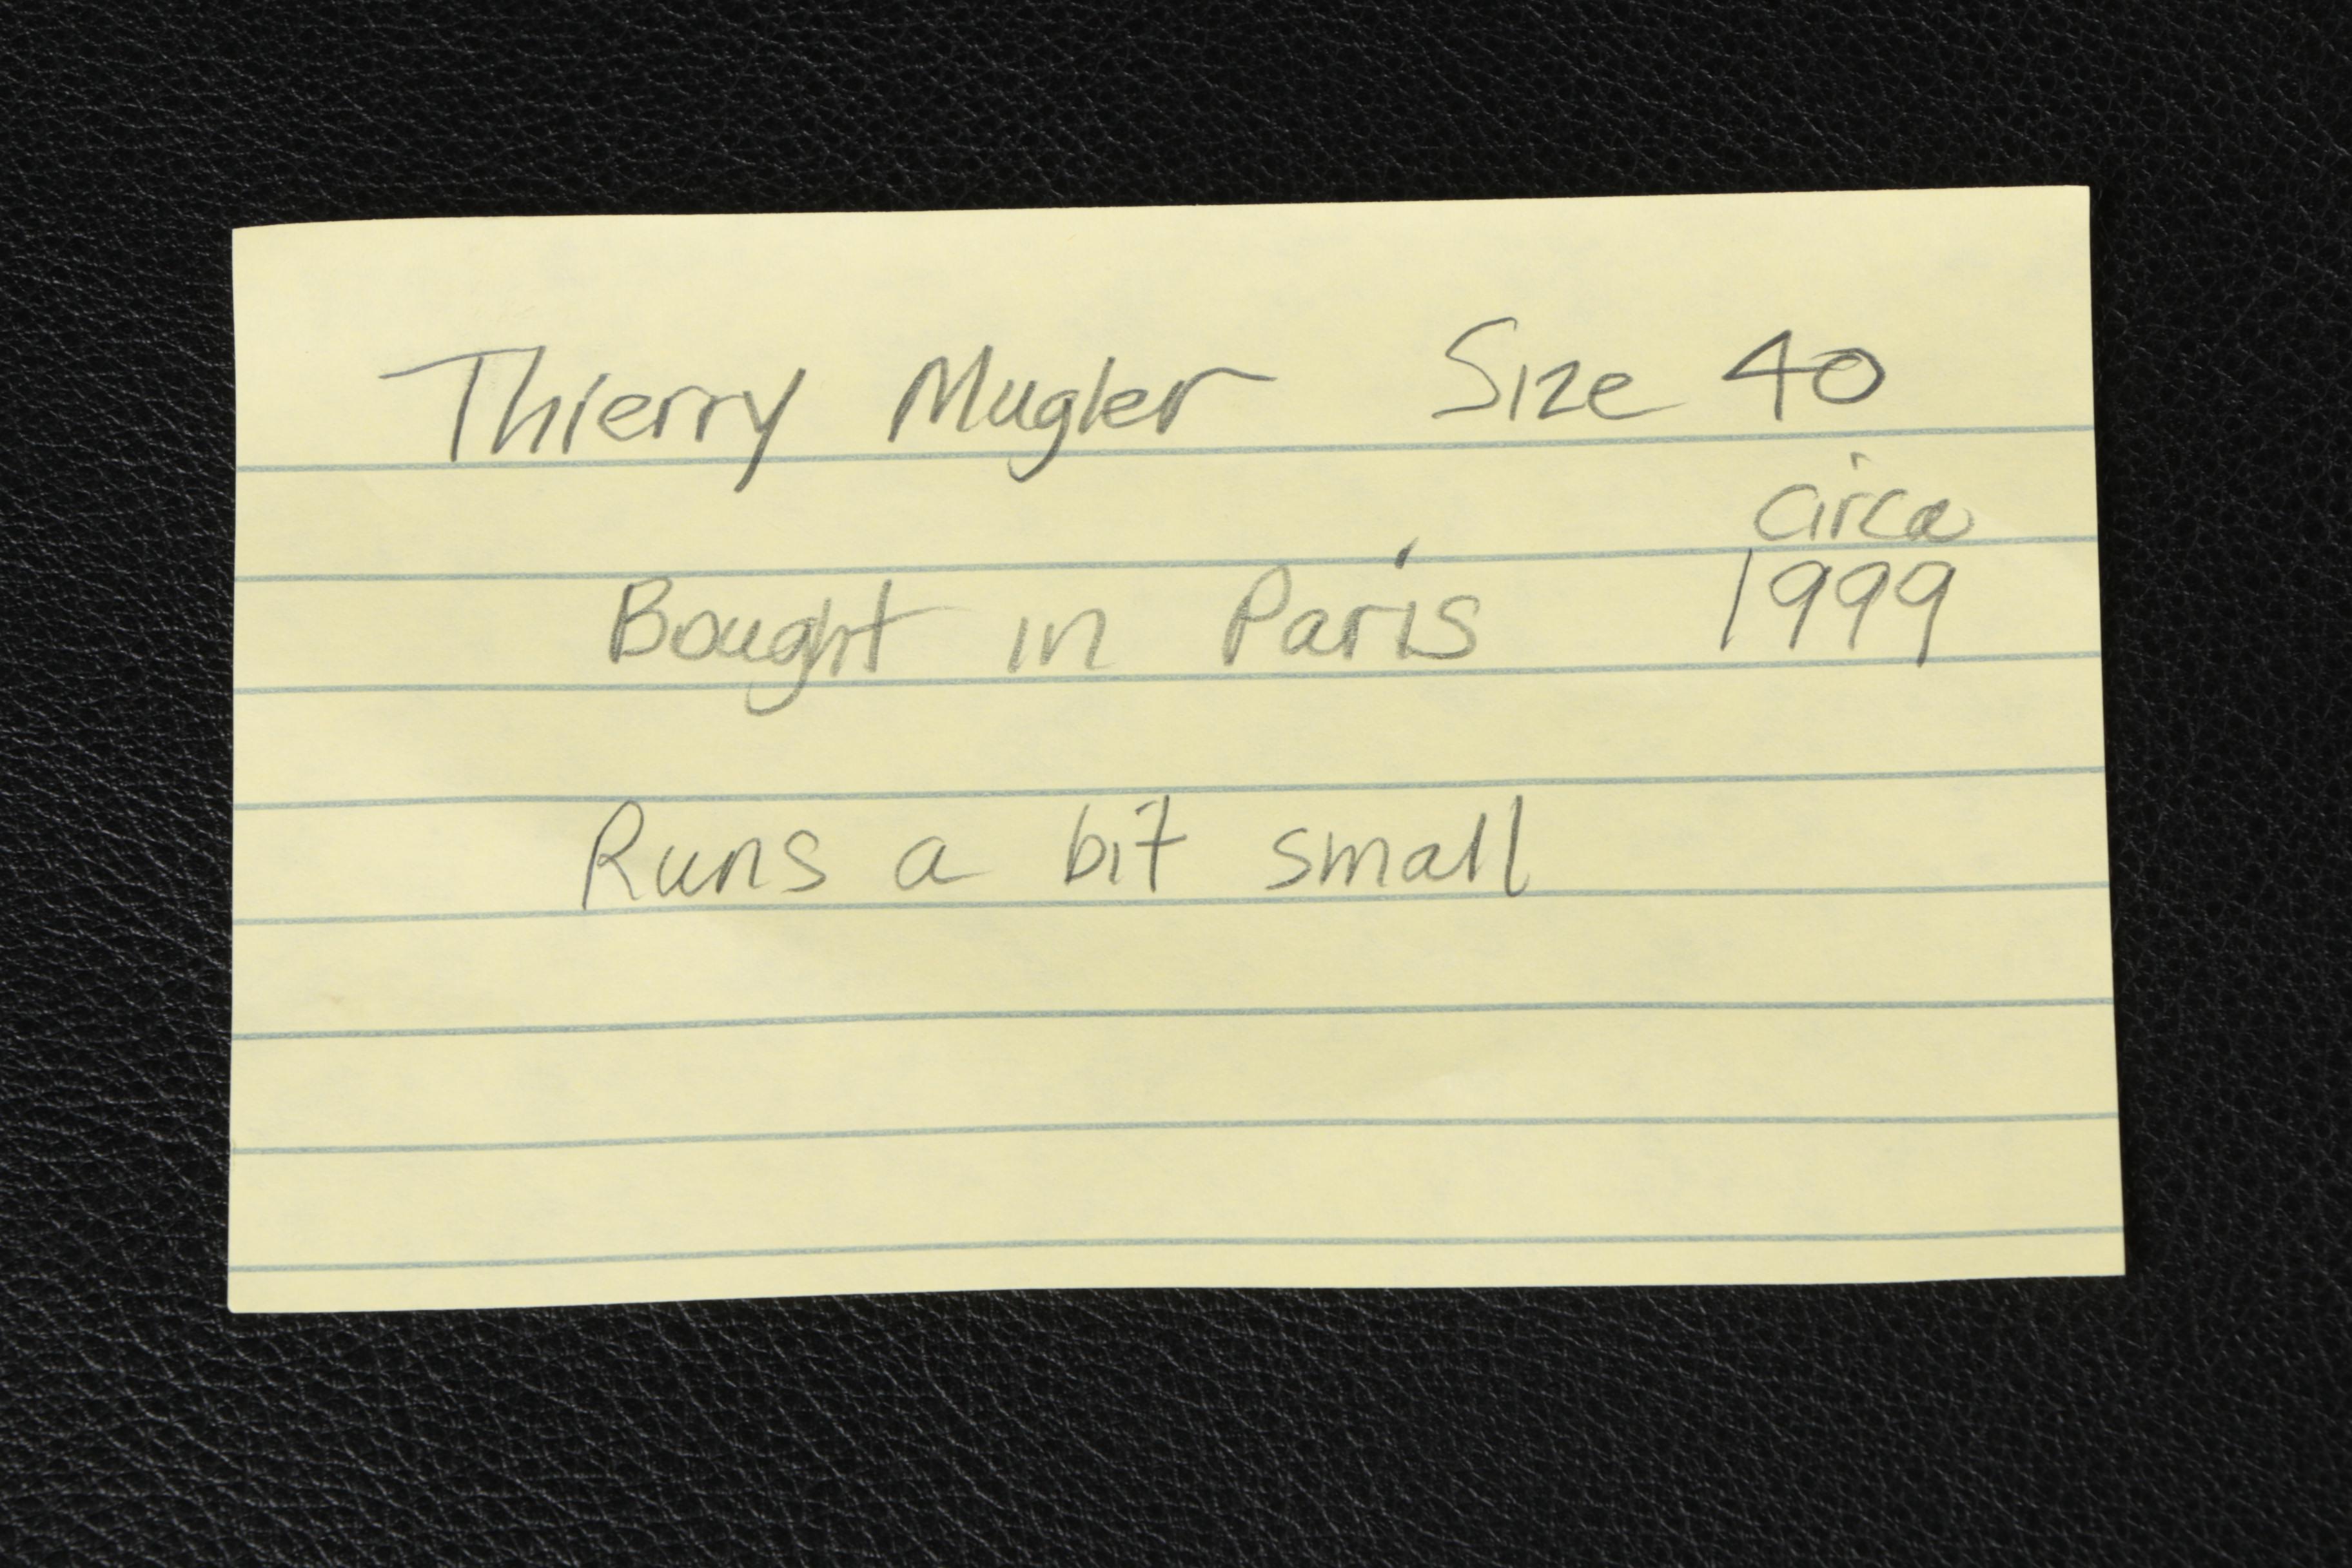 Thierry Mugler Size 40
circa
Bought in Paris 1999
Runs a bit small